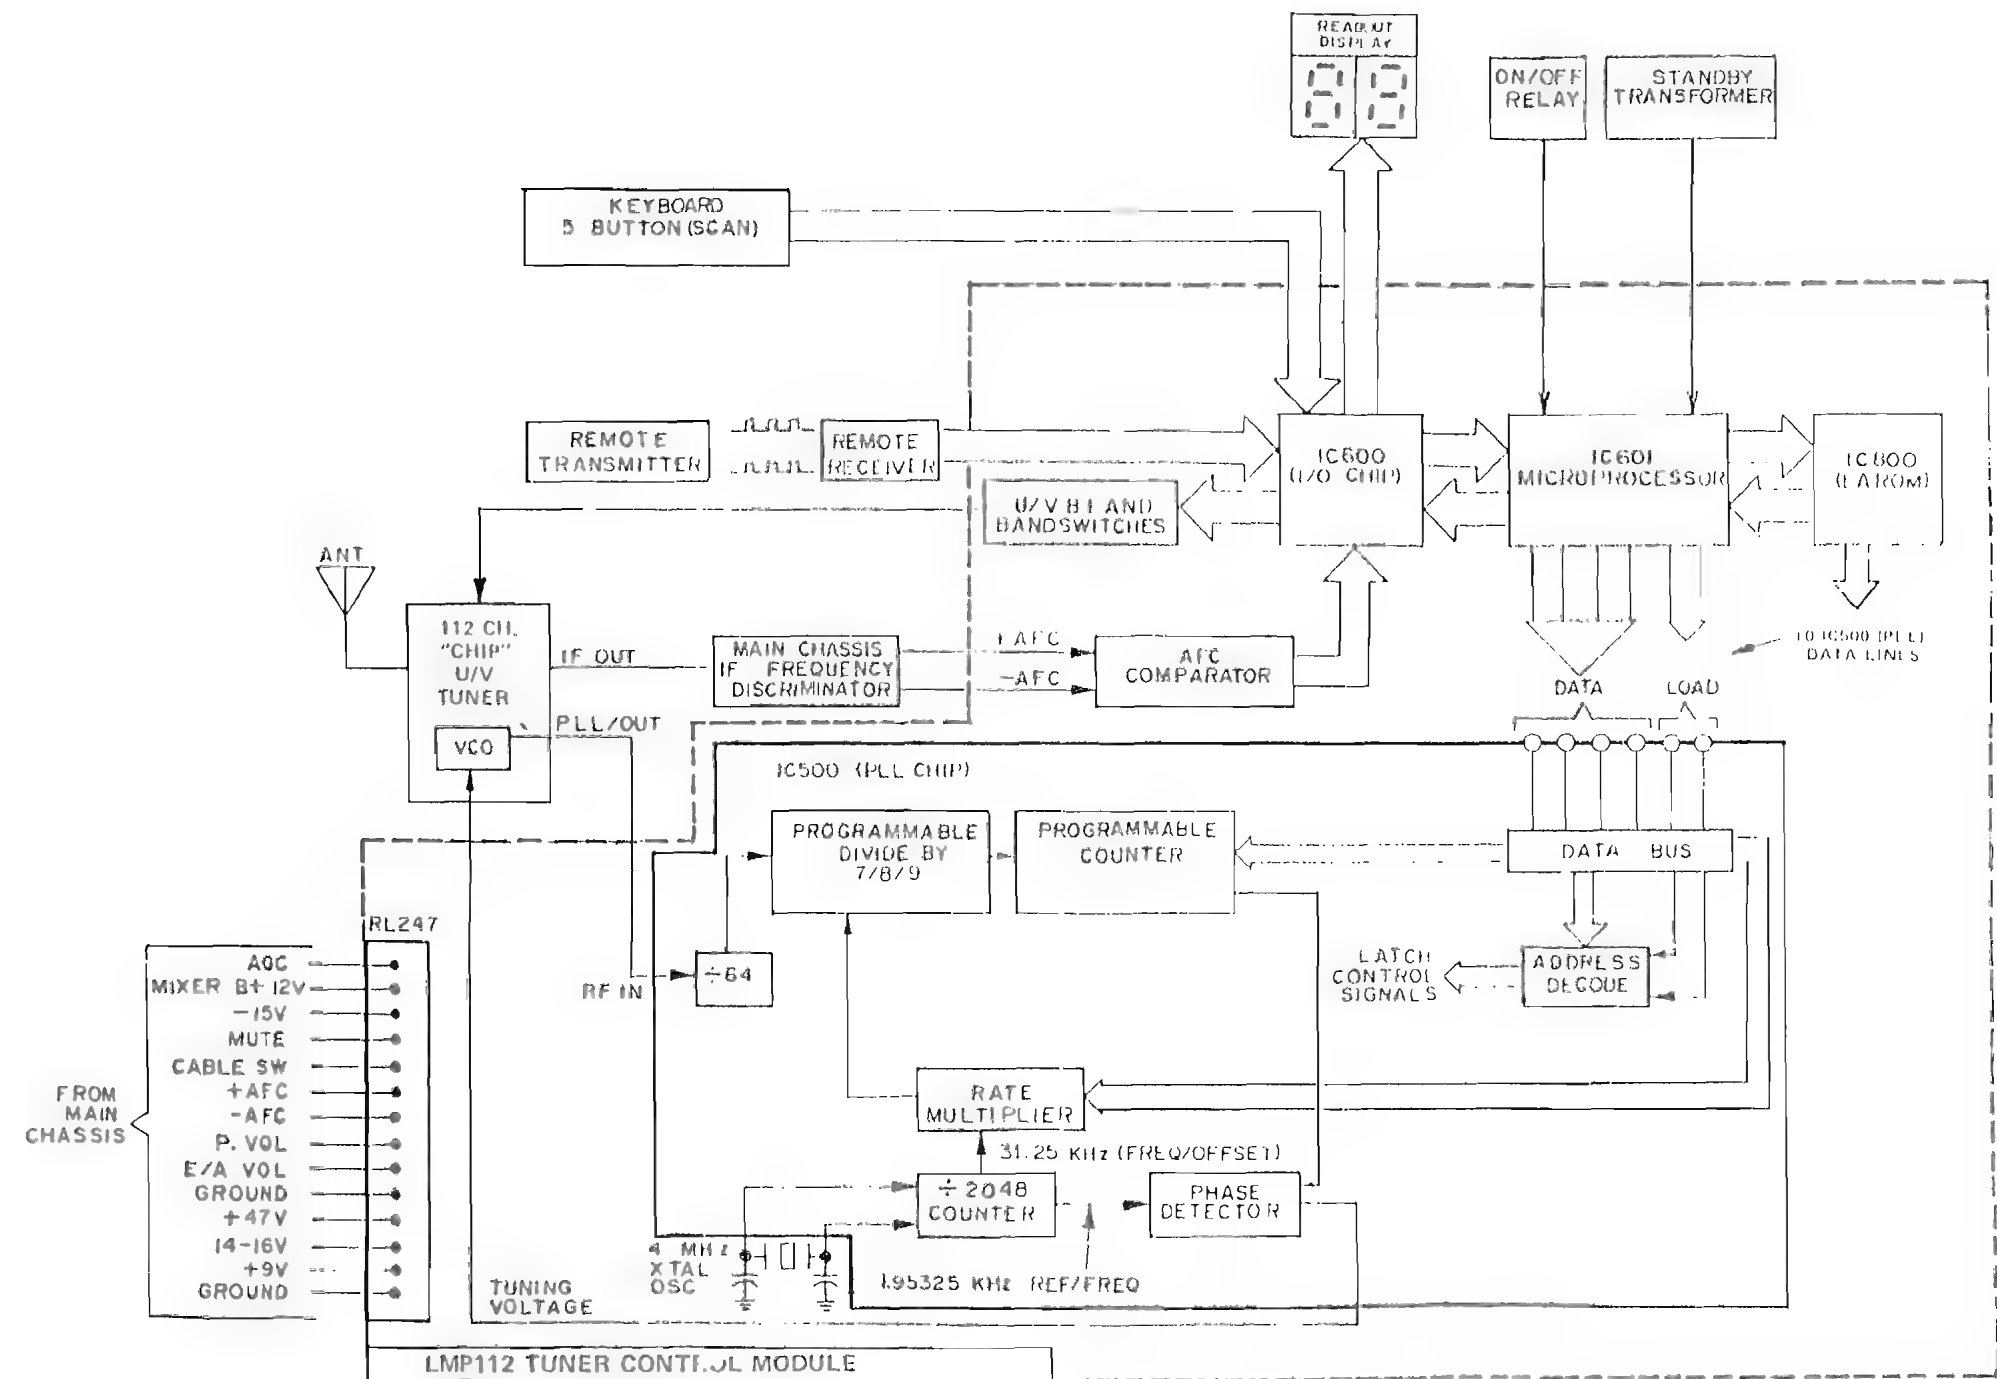 READOUT
DISPLAY
ON/OFF
RELAY
STANDBY
TRANSFORMER
KEYBOARD
5 BUTTON (SCAN)
REMOTE
TRANSMITTER
REMOTE
RECEIVER
IC600
(I/O CHIP)
IC601
MICROPROCESSOR
IC800
(EAROM)
U/V B+ AND
BANDSWITCHES
ANT
112 CH.
"CHIP"
U/V
TUNER
VCO
IF OUT
PLL/OUT
MAIN CHASSIS
IF FREQUENCY
DISCRIMINATOR
+AFC
-AFC
AFC
COMPARATOR
TO IC500 (PLL)
DATA LINES
DATA
LOAD
IC500 (PLL CHIP)
PROGRAMMABLE
DIVIDE BY
7/8/9
PROGRAMMABLE
COUNTER
DATA BUS
ADDRESS
DECODE
LATCH
CONTROL
SIGNALS
RF IN
÷64
RATE
MULTIPLIER
31.25 KHz (FREQ/OFFSET)
÷2048
COUNTER
PHASE
DETECTOR
4 MHz
XTAL
OSC
1.95325 KHz REF/FREQ
TUNING
VOLTAGE
RL247
AGC
MIXER B+ 12V
-15V
MUTE
CABLE SW
+AFC
-AFC
P. VOL
E/A VOL
GROUND
+47V
14-16V
+9V
GROUND
FROM
MAIN
CHASSIS
LMP112 TUNER CONTROL MODULE